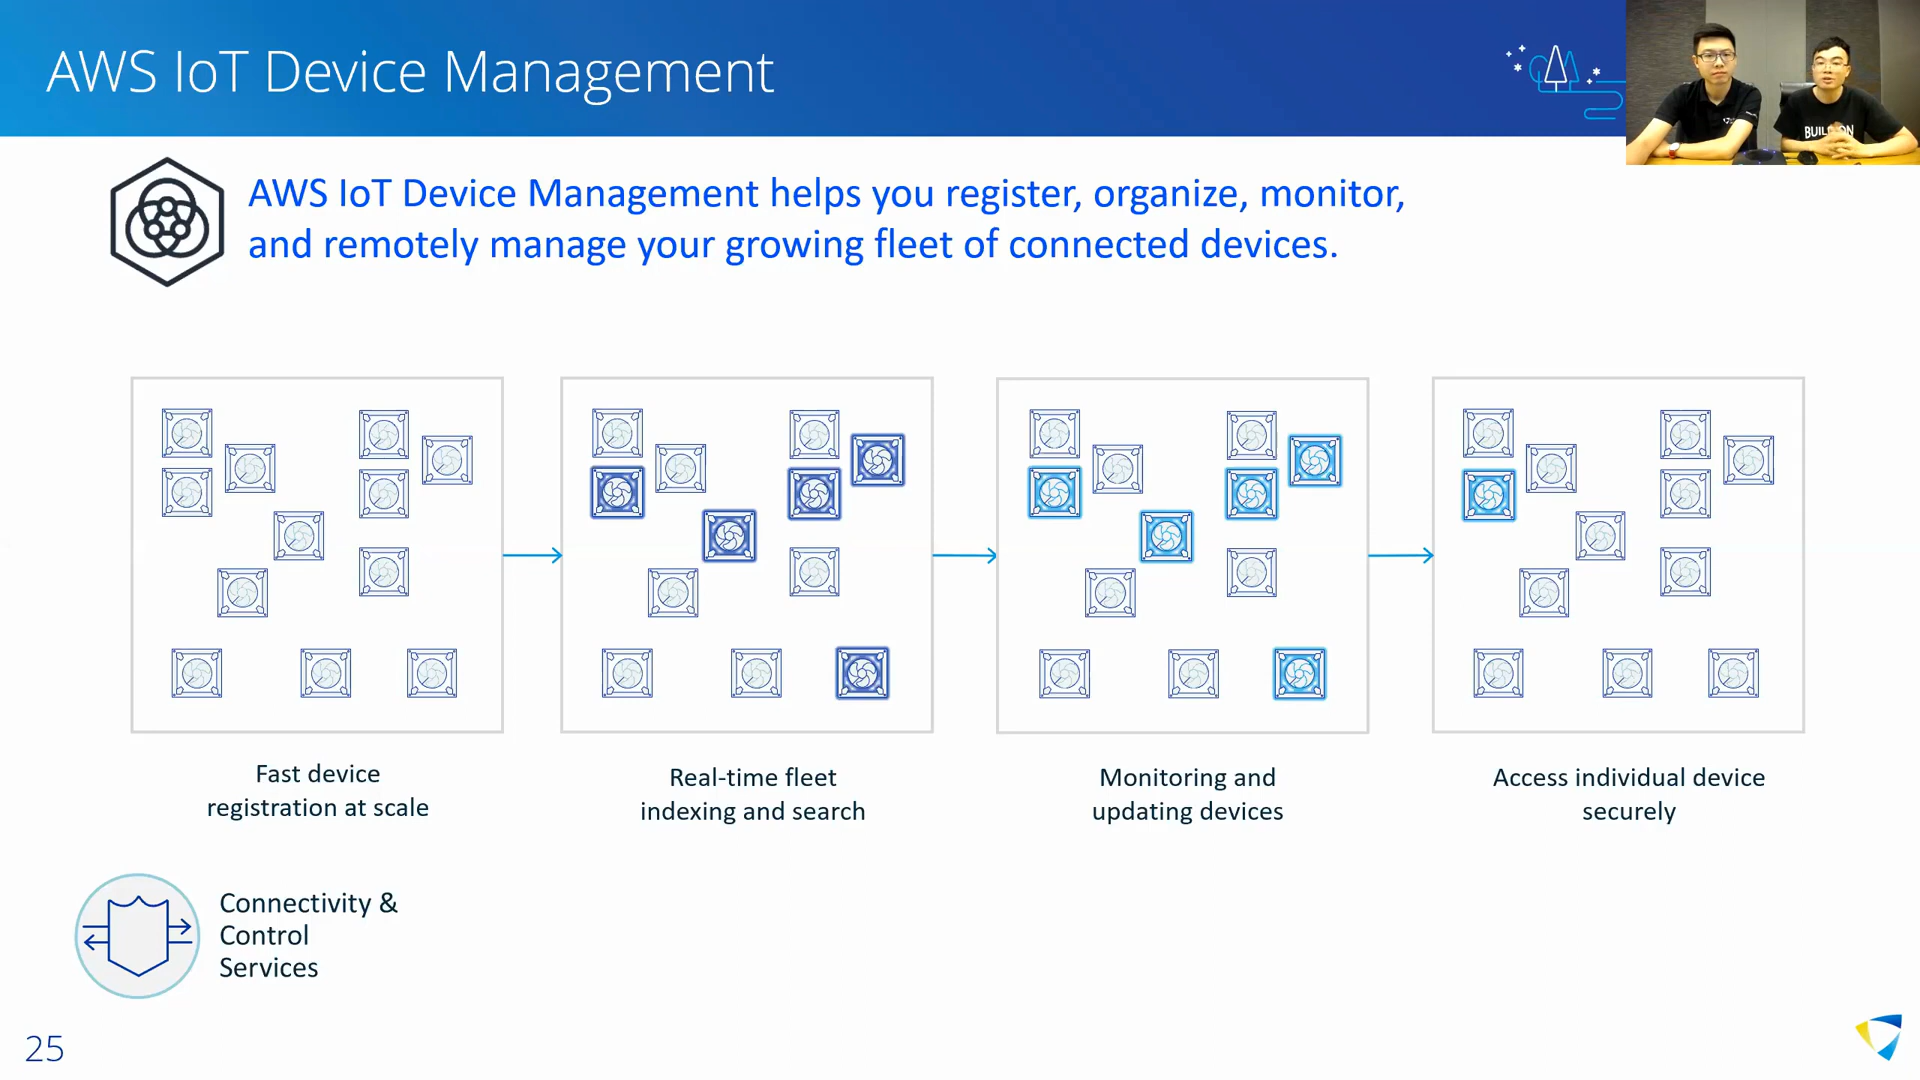 AWS IoT Device Management
AWS IoT Device Management helps you register, organize, monitor,
and remotely manage your growing fleet of connected devices.
Fast device
registration at scale
Real-time fleet
indexing and search
Monitoring and
updating devices
Access individual device
securely
Connectivity &
Control
Services
25